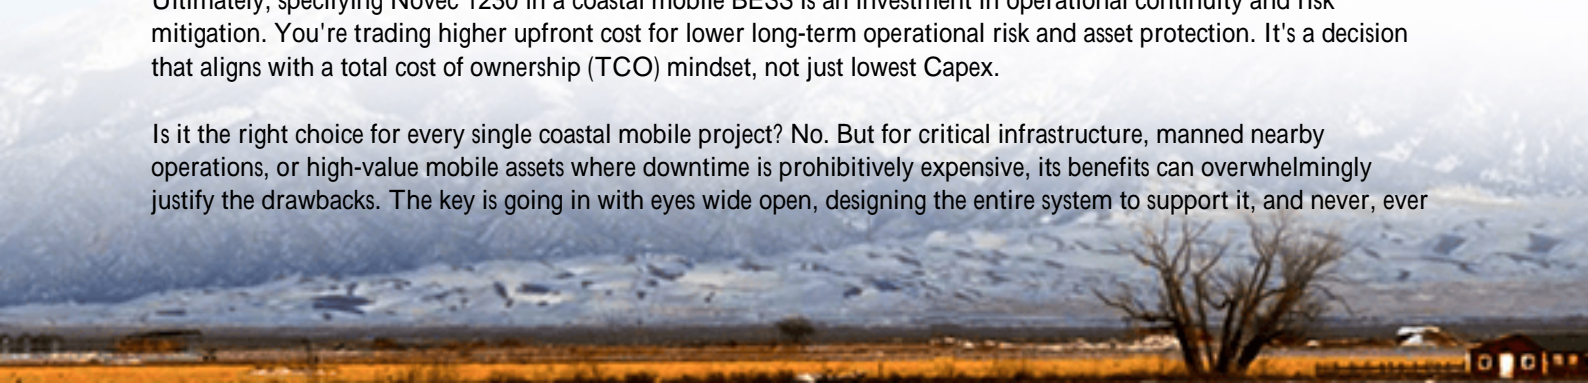 Ultimately, specifying Novec 1230 in a coastal mobile BESS is an investment in operational continuity and risk
mitigation. You're trading higher upfront cost for lower long-term operational risk and asset protection. It's a decision
that aligns with a total cost of ownership (TCO) mindset, not just lowest Capex.
Is it the right choice for every single coastal mobile project? No. But for critical infrastructure, manned nearby
operations, or high-value mobile assets where downtime is prohibitively expensive, its benefits can overwhelmingly
justify the drawbacks. The key is going in with eyes wide open, designing the entire system to support it, and never, ever